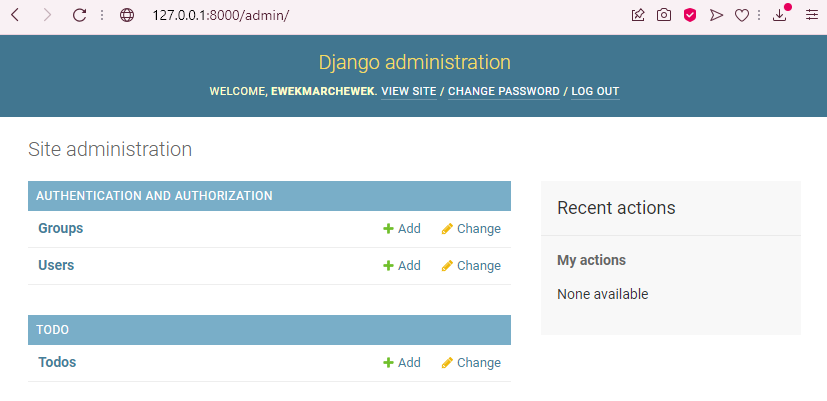 127.0.0.1:8000/admin/
Django administration
WELCOME, EWEKMARCHEWEK. VIEW SITE / CHANGE PASSWORD / LOG OUT
Site administration
AUTHENTICATION AND AUTHORIZATION
Groups Add Change
Users Add Change
TODO
Todos Add Change
Recent actions
My actions
None available